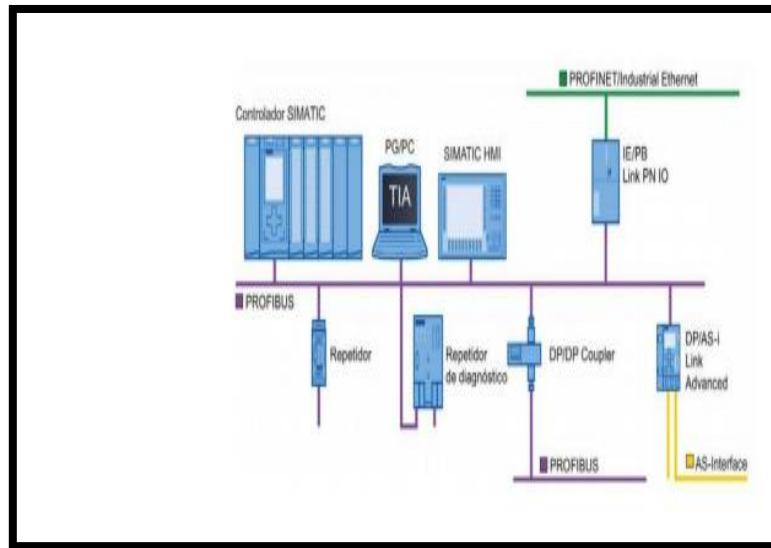 PROFINET/Industrial Ethernet
Controlador SIMATIC
PG/PC
SIMATIC HMI
IE/PB
Link PN IO
TIA
PROFIBUS
Repetidor
Repetidor
de diagnóstico
DP/DP Coupler
DP/AS-i
Link
Advanced
PROFIBUS
AS-Interface